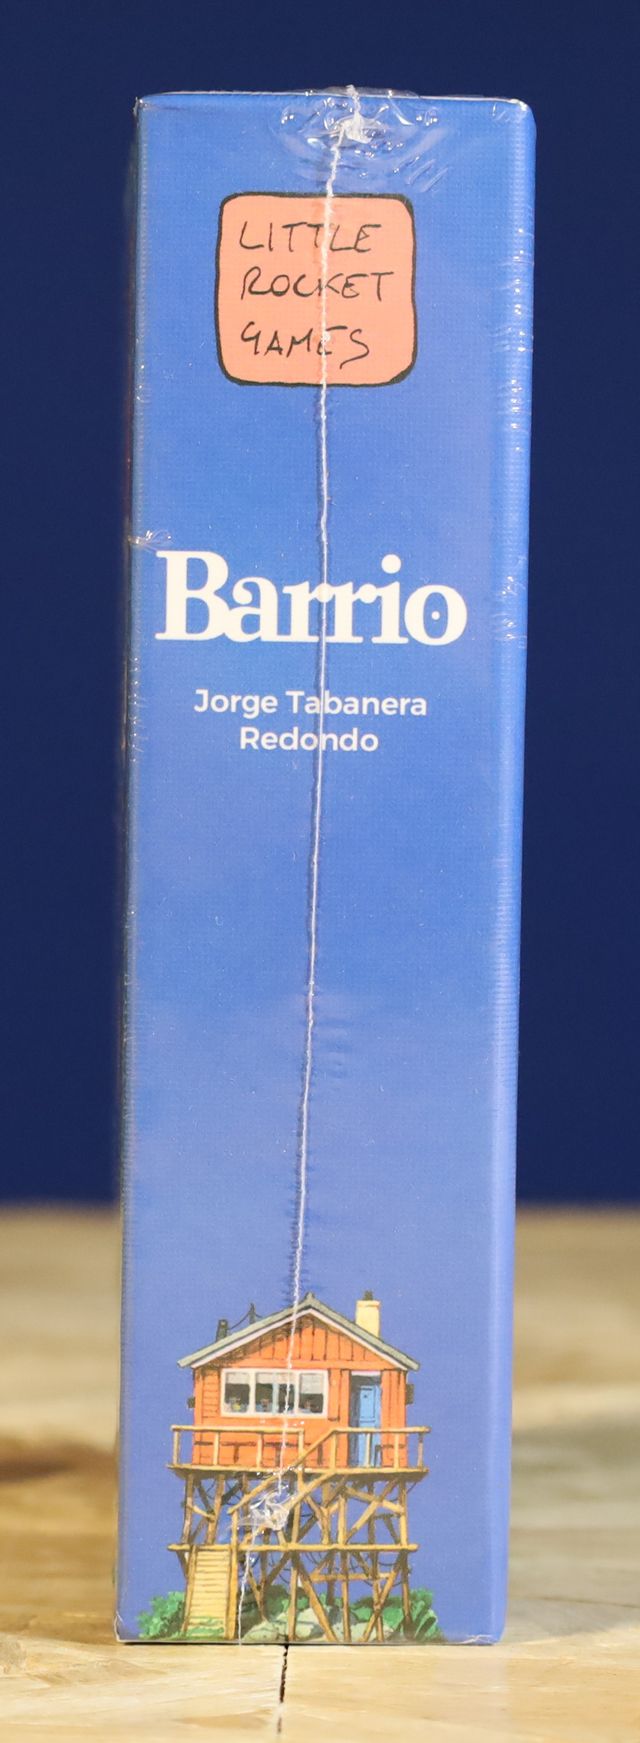 LITTLE
ROCKET
GAMES
Barrio
Jorge Tabanera
Redondo